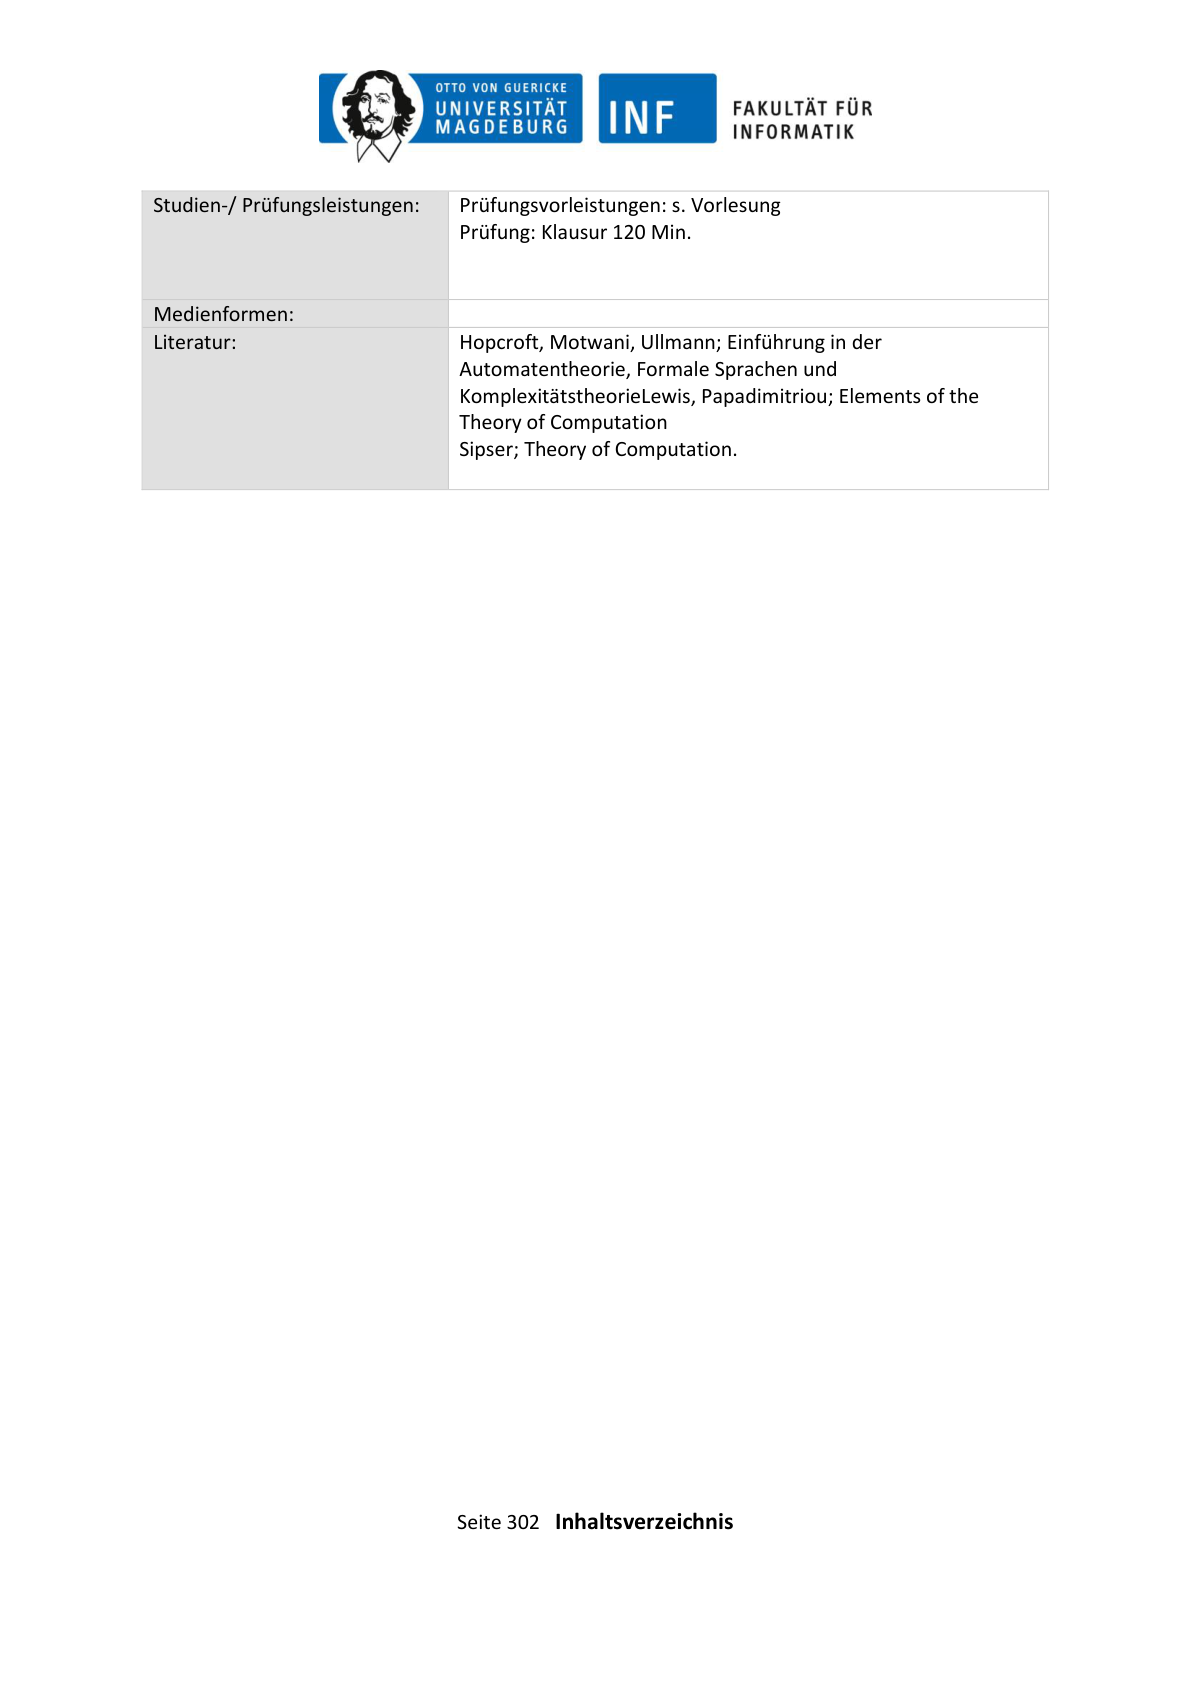 OTTO VON GUERICKE
UNIVERSITÄT
MAGDEBURG
INF
FAKULTÄT FÜR
INFORMATIK
Studien-/ Prüfungsleistungen:
Prüfungsvorleistungen: s. Vorlesung
Prüfung: Klausur 120 Min.
Medienformen:
Literatur:
Hopcroft, Motwani, Ullmann; Einführung in der
Automatentheorie, Formale Sprachen und
KomplexitätstheorieLewis, Papadimitriou; Elements of the
Theory of Computation
Sipser; Theory of Computation.
Seite 302 Inhaltsverzeichnis